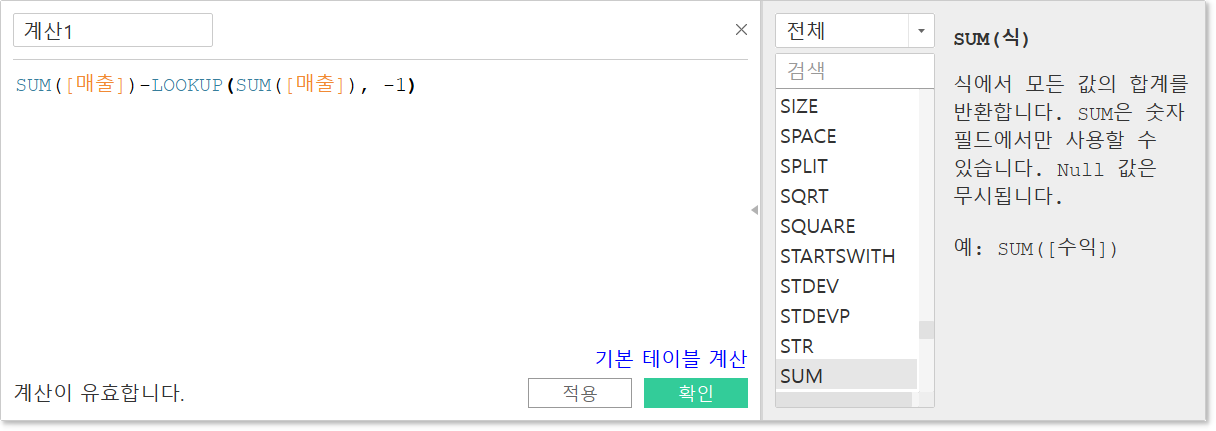 계산1
SUM([매출])-LOOKUP(SUM([매출]), -1)
기본 테이블 계산
계산이 유효합니다.
적용
확인
전체
검색
SIZE
SPACE
SPLIT
SQRT
SQUARE
STARTSWITH
STDEV
STDEVP
STR
SUM
SUM(식)
식에서 모든 값의 합계를
반환합니다. SUM은 숫자
필드에서만 사용할 수
있습니다. Null 값은
무시됩니다.
예: SUM([수익])